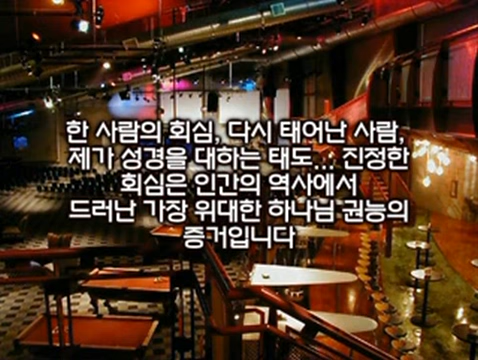 한 사람의 회심, 다시 태어난 사람,
제가 성경을 대하는 태도... 진정한
회심은 인간의 역사에서
드러난 가장 위대한 하나님 권능의
증거입니다